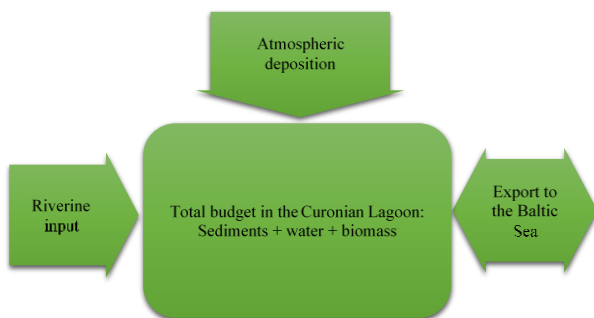 Atmospheric
deposition
Riverine
input
Total budget in the Curonian Lagoon:
Sediments + water + biomass
Export to
the Baltic
Sea